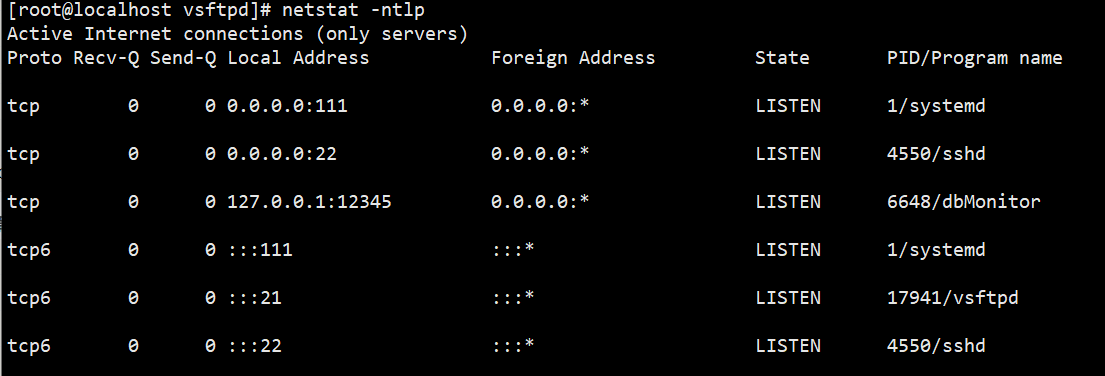 [root@localhost vsftpd]# netstat -ntlp
Active Internet connections (only servers)
Proto Recv-Q Send-Q Local Address           Foreign Address         State       PID/Program name
tcp        0      0 0.0.0.0:111             0.0.0.0:*               LISTEN      1/systemd
tcp        0      0 0.0.0.0:22              0.0.0.0:*               LISTEN      4550/sshd
tcp        0      0 127.0.0.1:12345         0.0.0.0:*               LISTEN      6648/dbMonitor
tcp6       0      0 :::111                  :::*                    LISTEN      1/systemd
tcp6       0      0 :::21                   :::*                    LISTEN      17941/vsftpd
tcp6       0      0 :::22                   :::*                    LISTEN      4550/sshd